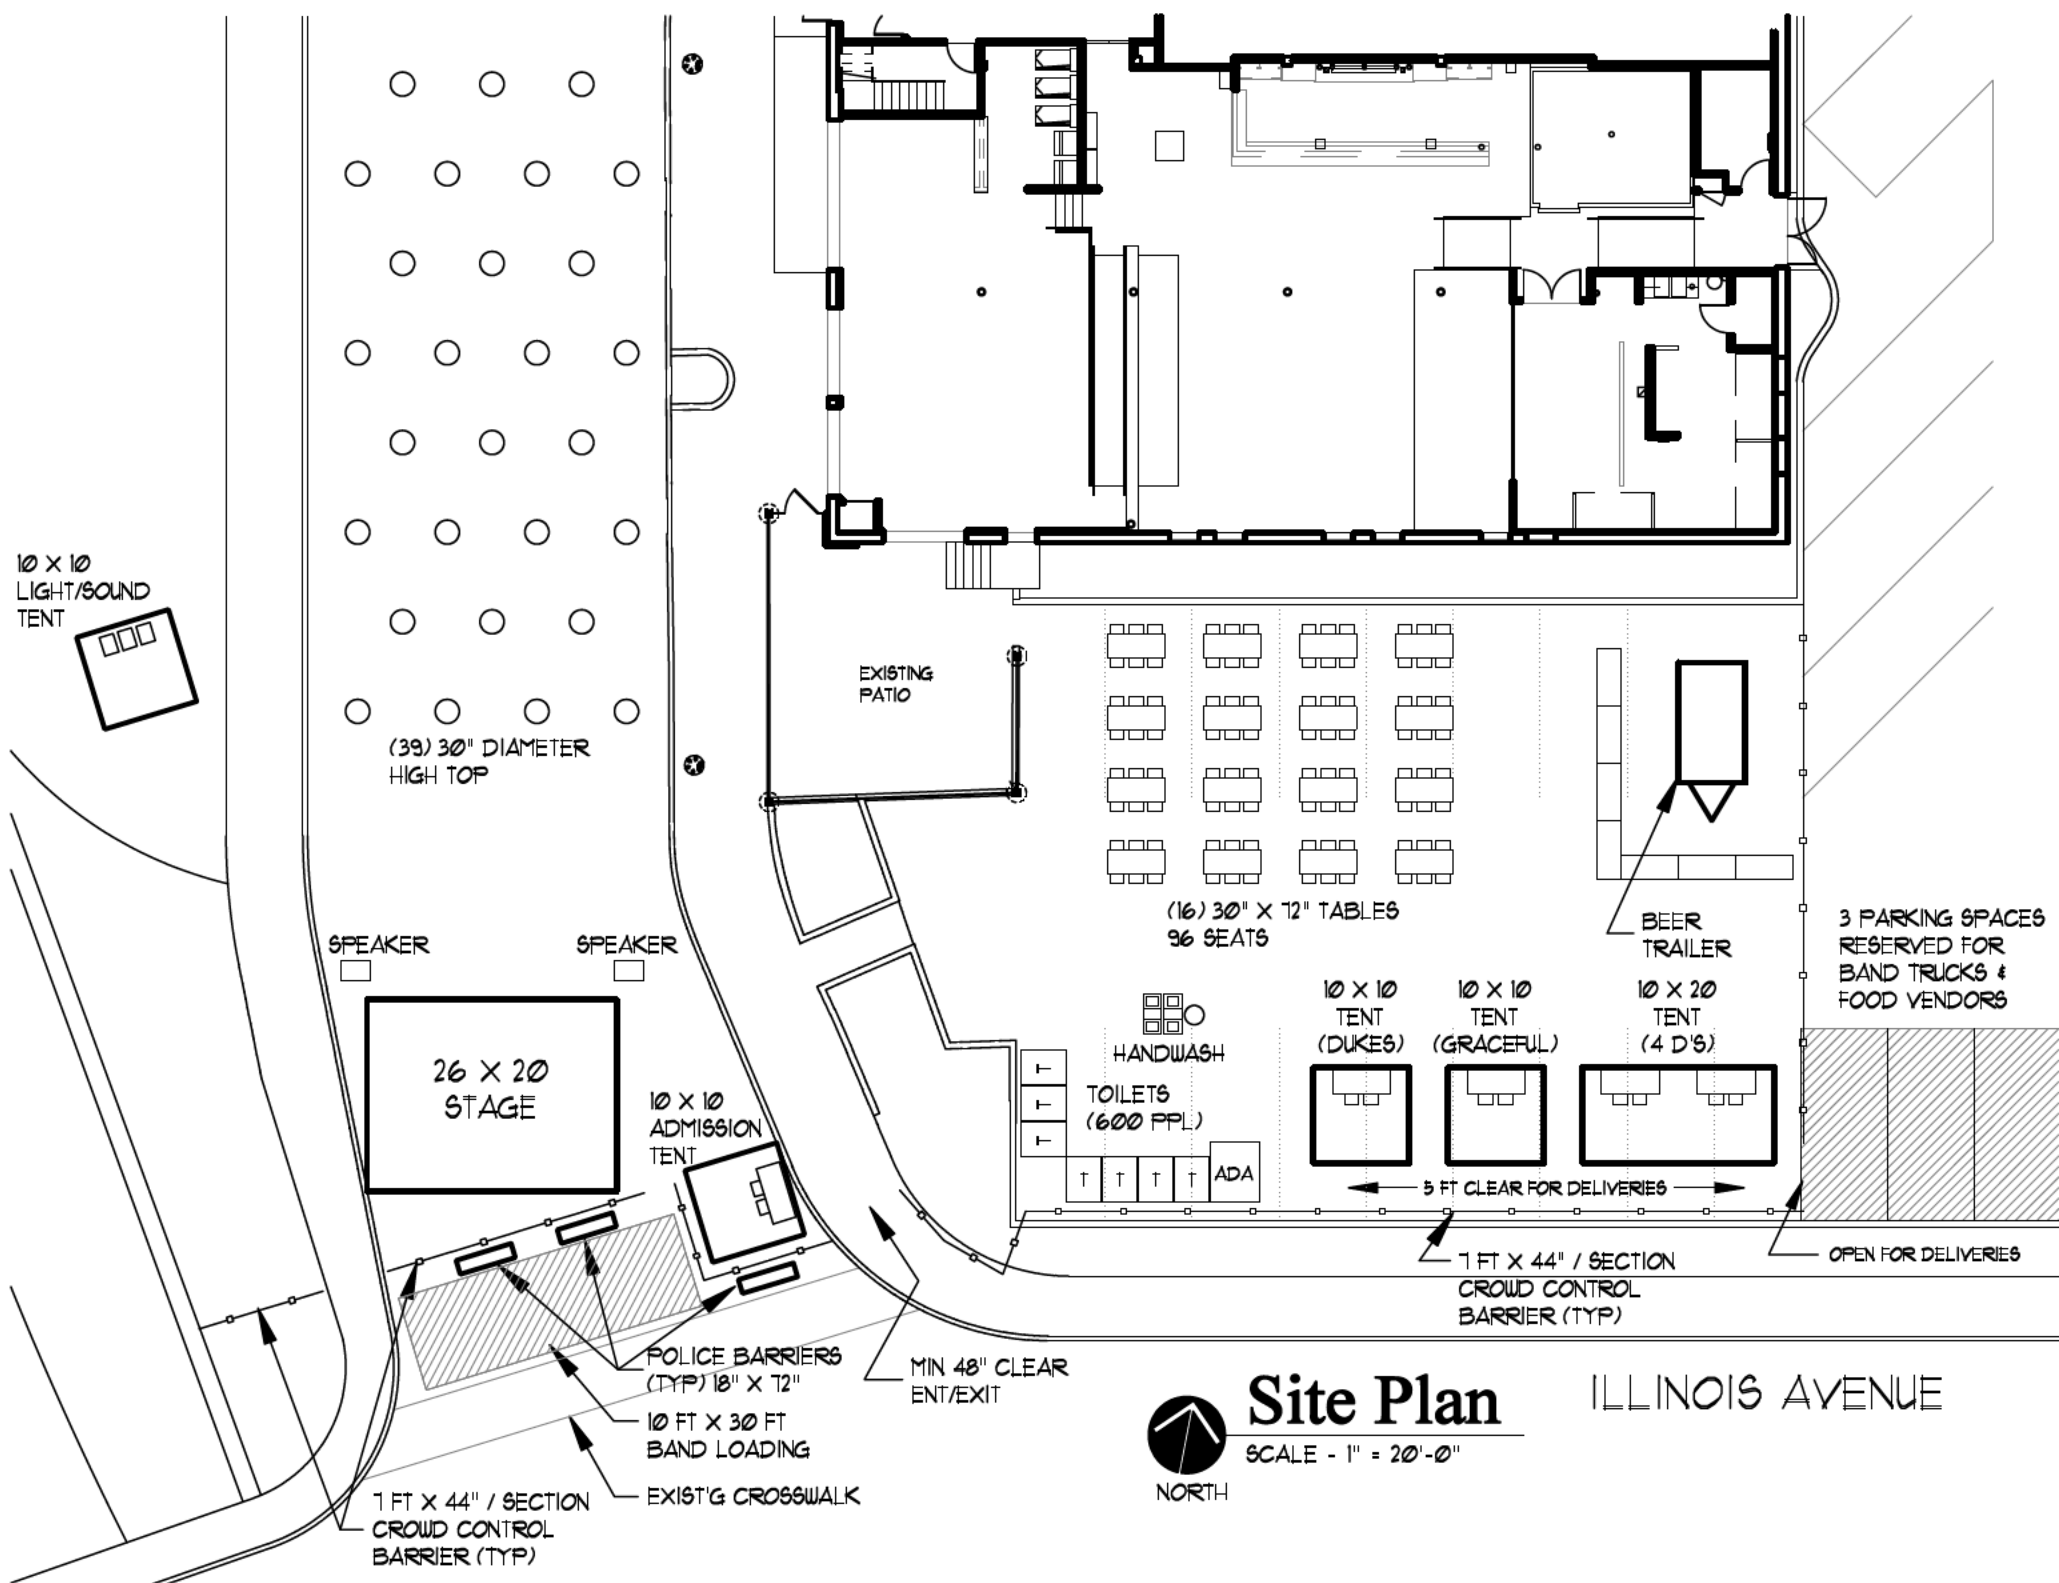 10 X 10
LIGHT/SOUND
TENT
(39) 30" DIAMETER
HIGH TOP
EXISTING
PATIO
(16) 30" X 72" TABLES
96 SEATS
BEER
TRAILER
3 PARKING SPACES
RESERVED FOR
BAND TRUCKS &
FOOD VENDORS
SPEAKER
SPEAKER
26 X 20
STAGE
10 X 10
ADMISSION
TENT
HANDWASH
TOILETS
(600 PPL)
ADA
10 X 10
TENT
(DUKES)
10 X 10
TENT
(GRACEFUL)
10 X 20
TENT
(4 D'S)
5 FT CLEAR FOR DELIVERIES
OPEN FOR DELIVERIES
7 FT X 44" / SECTION
CROWD CONTROL
BARRIER (TYP)
POLICE BARRIERS
(TYP) 18" X 72"
10 FT X 30 FT
BAND LOADING
EXIST'G CROSSWALK
MIN 48" CLEAR
ENT/EXIT
7 FT X 44" / SECTION
CROWD CONTROL
BARRIER (TYP)
NORTH
Site Plan
SCALE - 1" = 20'-0"
ILLINOIS AVENUE